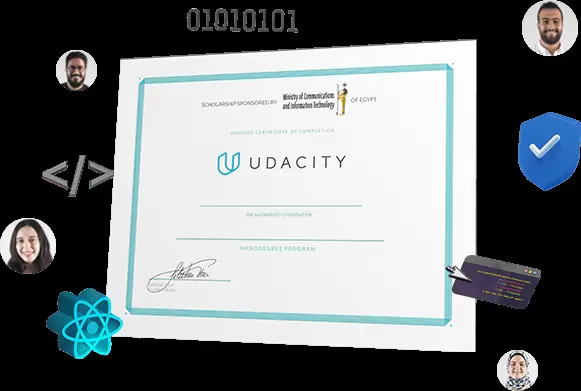 01010101
SCHOLARSHIP SPONSORED BY Ministry of Communications and Information Technology OF EGYPT
VERIFIED CERTIFICATE OF COMPLETION
UDACITY
Has successfully completed the
NANODEGREE PROGRAM
</>